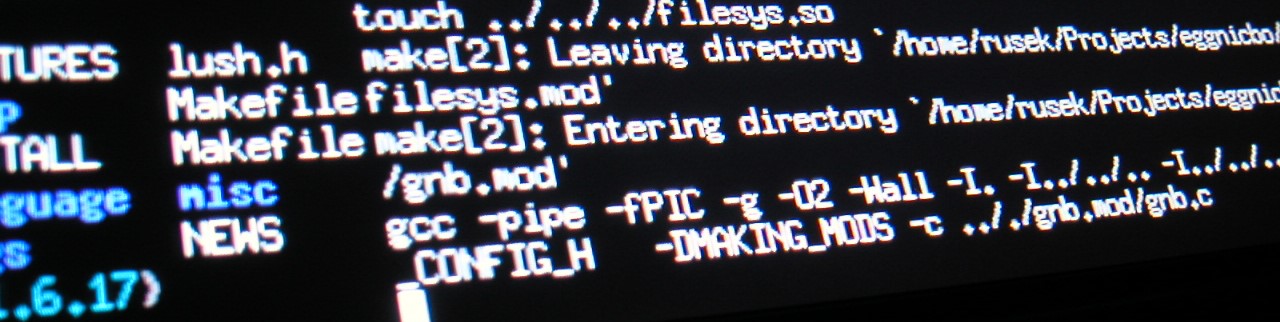 touch ../../../filesys.so
TURES lush.h make[2]: Leaving directory `/home/rusek/Projects/eggnicbo/
P Makefile filesys.mod'
TALL Makefile make[2]: Entering directory `/home/rusek/Projects/eggnic
guage misc /gnb.mod'
gs NEWS gcc -pipe -fPIC -g -O2 -Wall -I. -I../../.. -I../../..
.6.17) _CONFIG_H -DMAKING_MODS -c .././gnb.mod/gnb.c